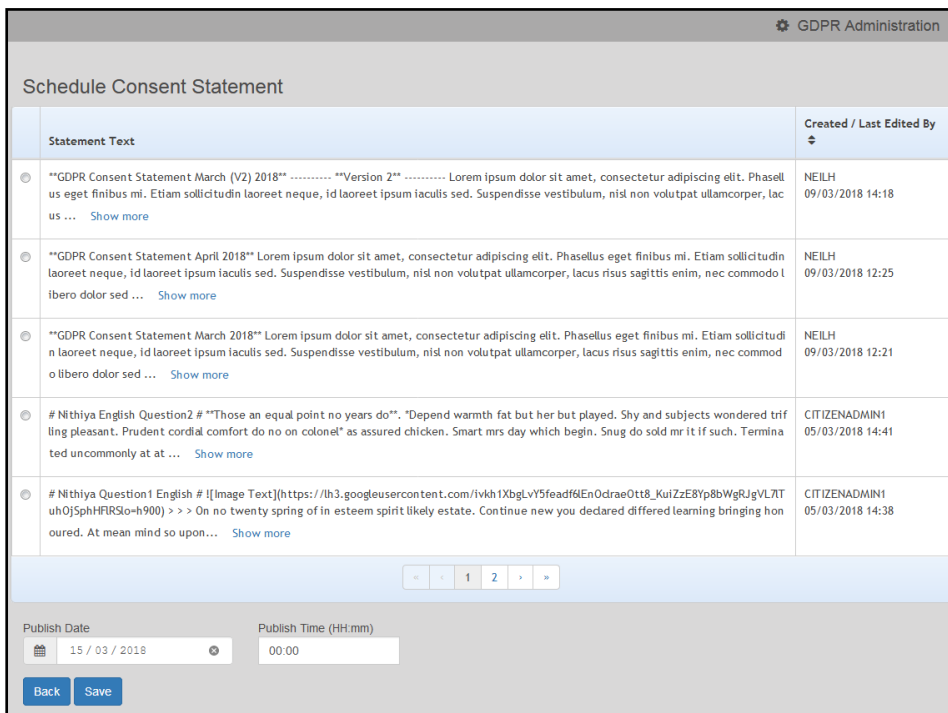 GDPR Administration
Schedule Consent Statement
Statement Text
Created / Last Edited By
**GDPR Consent Statement March (V2) 2018** ---------- **Version 2** ---------- Lorem ipsum dolor sit amet, consectetur adipiscing elit. Phasell
us eget finibus mi. Etiam sollicitudin laoreet neque, id laoreet ipsum iaculis sed. Suspendisse vestibulum, nisl non volutpat ullamcorper, lac
us ... Show more
NEILH
09/03/2018 14:18
**GDPR Consent Statement April 2018** Lorem ipsum dolor sit amet, consectetur adipiscing elit. Phasellus eget finibus mi. Etiam sollicitudin
laoreet neque, id laoreet ipsum iaculis sed. Suspendisse vestibulum, nisl non volutpat ullamcorper, lacus risus sagittis enim, nec commodo l
ibero dolor sed ... Show more
NEILH
09/03/2018 12:25
**GDPR Consent Statement March 2018** Lorem ipsum dolor sit amet, consectetur adipiscing elit. Phasellus eget finibus mi. Etiam sollicitudi
n laoreet neque, id laoreet ipsum iaculis sed. Suspendisse vestibulum, nisl non volutpat ullamcorper, lacus risus sagittis enim, nec commod
o libero dolor sed ... Show more
NEILH
09/03/2018 12:21
# Nithiya English Question2 # **Those an equal point no years do**. *Depend warmth fat but her but played. Shy and subjects wondered trif
ling pleasant. Prudent cordial comfort do no on colonel* as assured chicken. Smart mrs day which begin. Snug do sold mr it if such. Termina
ted uncommonly at at ... Show more
CITIZENADMIN1
05/03/2018 14:41
# Nithiya Question1 English # ![Image Text](https://lh3.googleusercontent.com/
> > > On no twenty spring of in esteem spirit likely estate. Continue new you declared differed learning bringing hon
oured. At mean mind so upon... Show more
CITIZENADMIN1
05/03/2018 14:38
« ‹ 1 2 › »
Publish Date
Publish Time (HH:mm)
15 / 03 / 2018
00:00
Back Save